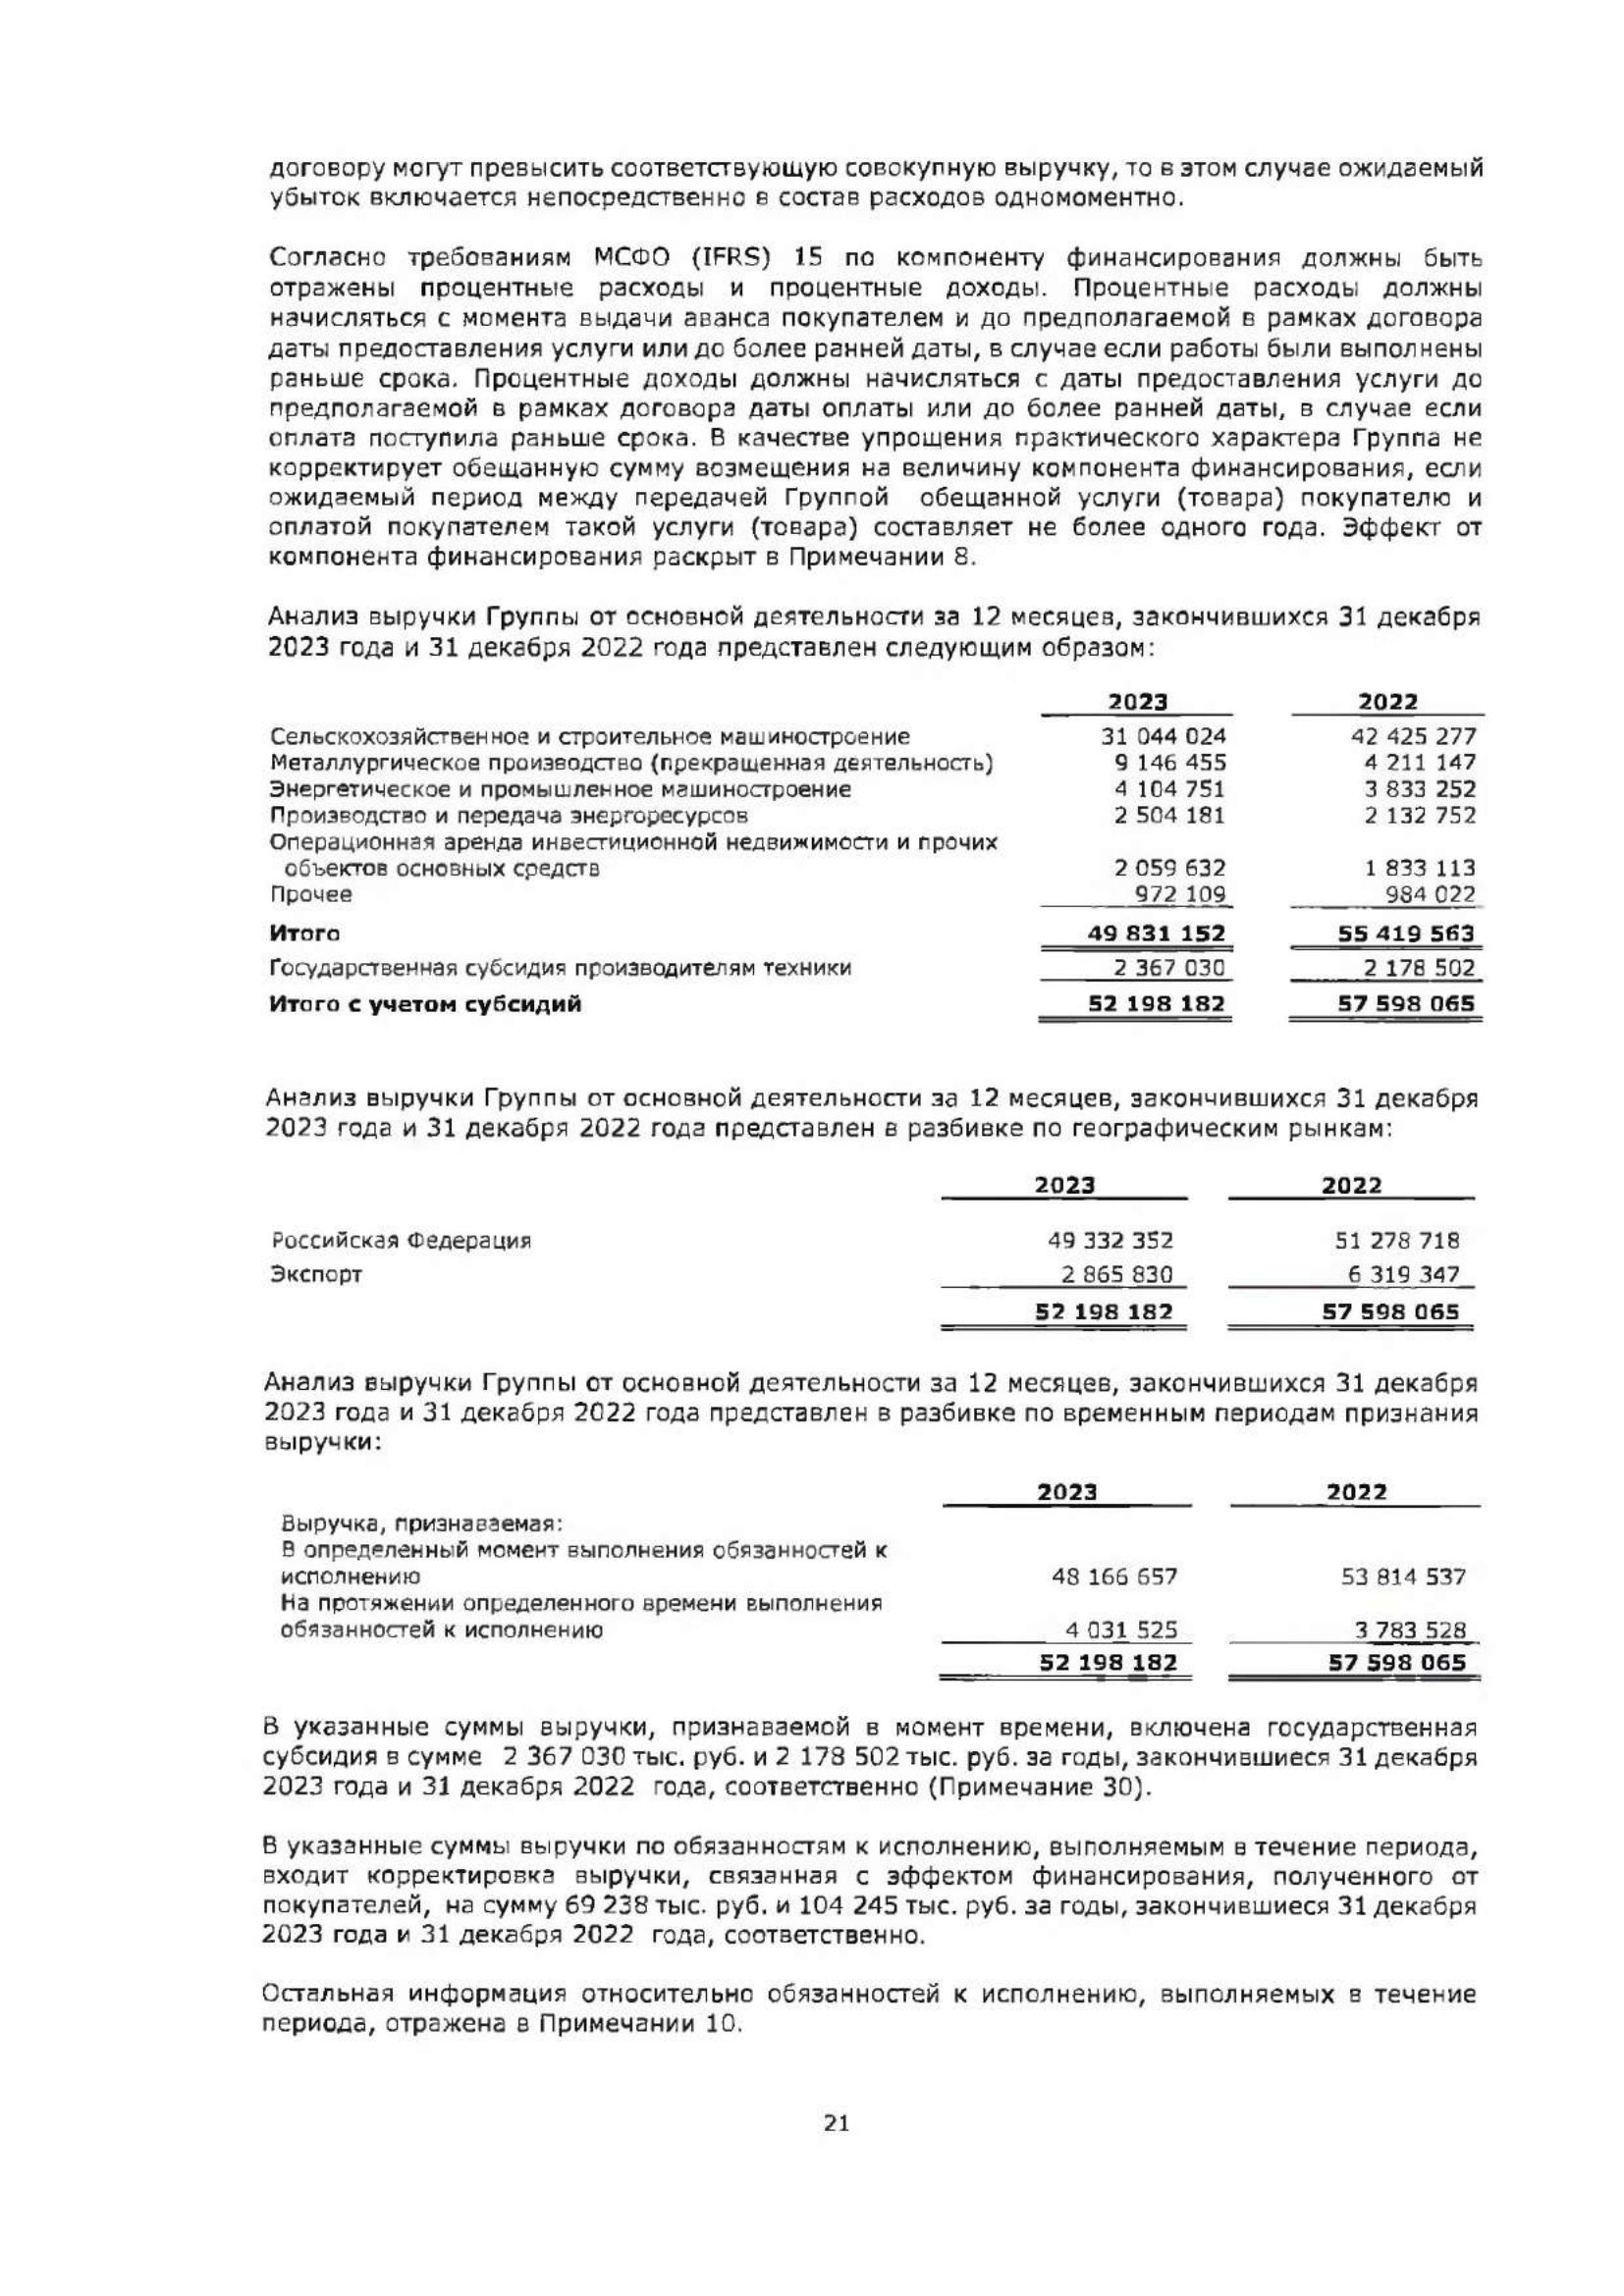 договору могут превысить соответствующую совокупную выручку, то в этом случае ожидаемый
убыток включается непосредственно в состав расходов одномоментно.
Согласно требованиям МСФО (IFRS) 15 по компоненту финансирования должны быть
отражены процентные расходы и процентные доходы. Процентные расходы должны
начисляться с момента выдачи аванса покупателем и до предполагаемой в рамках договора
даты предоставления услуги или до более ранней даты, в случае если работы были выполнены
раньше срока. Процентные доходы должны начисляться с даты предоставления услуги до
предполагаемой в рамках договора даты оплаты или до более ранней даты, в случае если
оплата поступила раньше срока. В качестве упрощения практического характера Группа не
корректирует обещанную сумму возмещения на величину компонента финансирования, если
ожидаемый период между передачей Группой обещанной услуги (товара) покупателю и
оплатой покупателем такой услуги (товара) составляет не более одного года. Эффект от
компонента финансирования раскрыт в Примечании 8.
Анализ выручки Группы от основной деятельности за 12 месяцев, закончившихся 31 декабря
2023 года и 31 декабря 2022 года представлен следующим образом:
2023 2022
Сельскохозяйственное и строительное машиностроение 31 044 024 42 425 277
Металлургическое производство (прекращенная деятельность) 9 146 455 4 211 147
Энергетическое и промышленное машиностроение 4 104 751 3 833 252
Производство и передача энергоресурсов 2 504 181 2 132 752
Операционная аренда инвестиционной недвижимости и прочих
объектов основных средств 2 059 632 1 833 113
Прочее 972 109 984 022
Итого 49 831 152 55 419 563
Государственная субсидия производителям техники 2 367 030 2 178 502
Итого с учетом субсидий 52 198 182 57 598 065
Анализ выручки Группы от основной деятельности за 12 месяцев, закончившихся 31 декабря
2023 года и 31 декабря 2022 года представлен в разбивке по географическим рынкам:
2023 2022
Российская Федерация 49 332 352 51 278 718
Экспорт 2 865 830 6 319 347
52 198 182 57 598 065
Анализ выручки Группы от основной деятельности за 12 месяцев, закончившихся 31 декабря
2023 года и 31 декабря 2022 года представлен в разбивке по временным периодам признания
выручки:
2023 2022
Выручка, признаваемая:
В определенный момент выполнения обязанностей к
исполнению 48 166 657 53 814 537
На протяжении определенного времени выполнения
обязанностей к исполнению 4 031 525 3 783 528
52 198 182 57 598 065
В указанные суммы выручки, признаваемой в момент времени, включена государственная
субсидия в сумме 2 367 030 тыс. руб. и 2 178 502 тыс. руб. за годы, закончившиеся 31 декабря
2023 года и 31 декабря 2022 года, соответственно (Примечание 30).
В указанные суммы выручки по обязанностям к исполнению, выполняемым в течение периода,
входит корректировка выручки, связанная с эффектом финансирования, полученного от
покупателей, на сумму 69 238 тыс. руб. и 104 245 тыс. руб. за годы, закончившиеся 31 декабря
2023 года и 31 декабря 2022 года, соответственно.
Остальная информация относительно обязанностей к исполнению, выполняемых в течение
периода, отражена в Примечании 10.
21